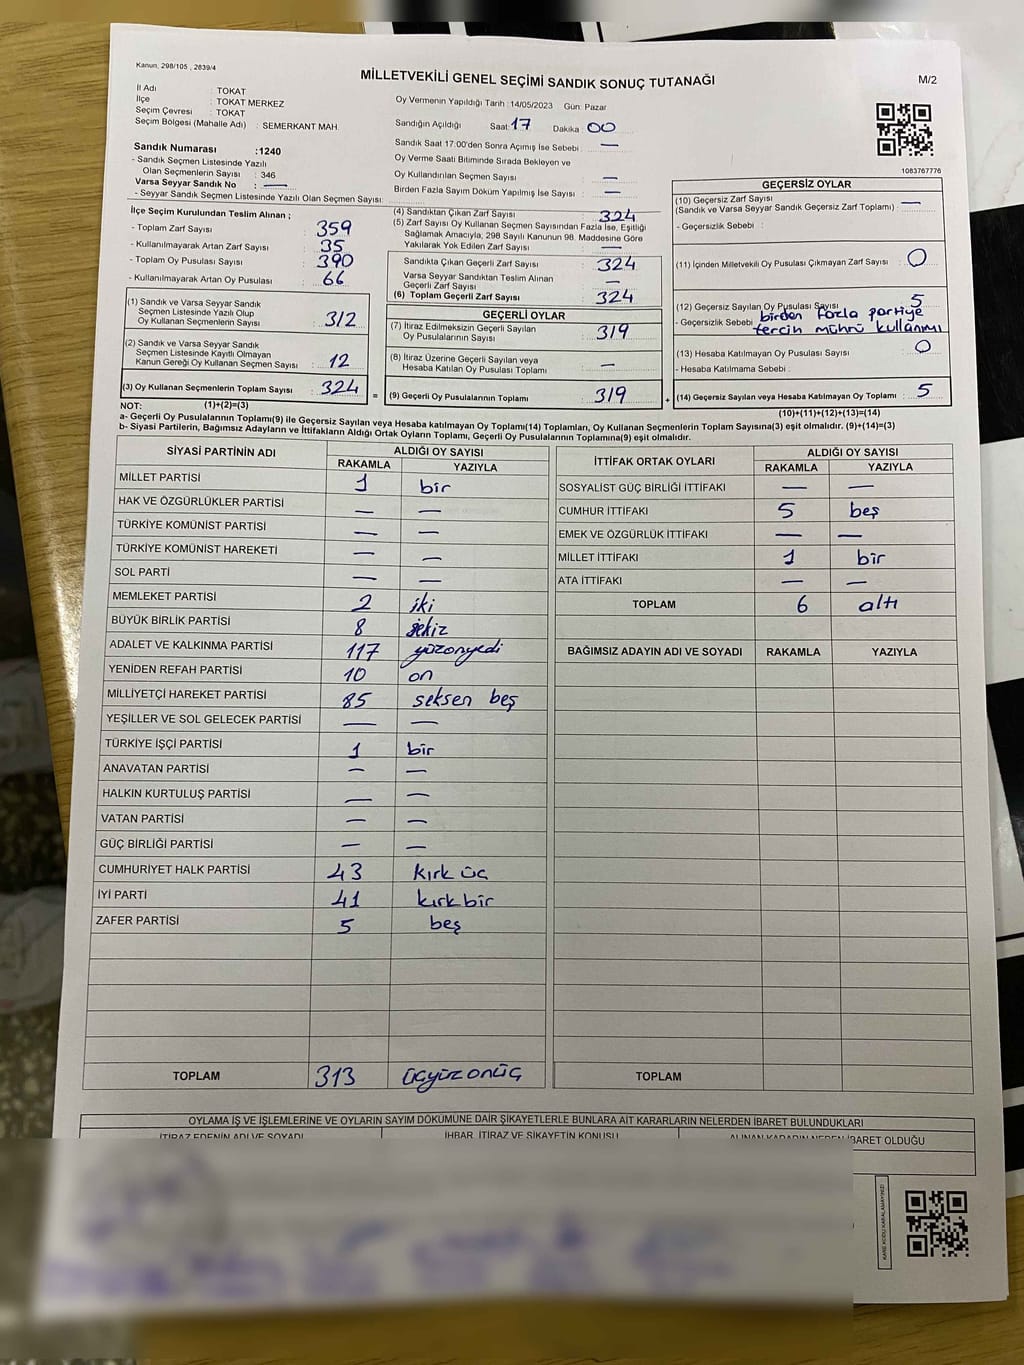 Kanun, 298/105 , 2839/4
MİLLETVEKİLİ GENEL SEÇİMİ SANDIK SONUÇ TUTANAĞI
M/2
İl Adı : TOKAT
İlçe : TOKAT MERKEZ
Seçim Çevresi : TOKAT
Seçim Bölgesi (Mahalle Adı) : SEMERKANT MAH.
Sandık Numarası :1240
- Sandık Seçmen Listesinde Yazılı
Olan Seçmenlerin Sayısı : 346
Varsa Seyyar Sandık No : —
- Seyyar Sandık Seçmen Listesinde Yazılı Olan Seçmen Sayısı:
Oy Vermenin Yapıldığı Tarih : 14/05/2023 Gün: Pazar
Sandığın Açıldığı Saat: 17 Dakika : 00
Sandık Saat 17:00'den Sonra Açımış İse Sebebi : —
Oy Verme Saati Bitiminde Sırada Bekleyen ve
Oy Kullandırılan Seçmen Sayısı : —
Birden Fazla Sayım Döküm Yapılmış İse Sayısı : —
1083767776
İlçe Seçim Kurulundan Teslim Alınan ;
- Toplam Zarf Sayısı : 359
- Kullanılmayarak Artan Zarf Sayısı : 35
- Toplam Oy Pusulası Sayısı : 390
- Kullanılmayarak Artan Oy Pusulası : 66
(1) Sandık ve Varsa Seyyar Sandık
Seçmen Listesinde Yazılı Olup
Oy Kullanan Seçmenlerin Sayısı : 312
(2) Sandık ve Varsa Seyyar Sandık
Seçmen Listesinde Kayıtlı Olmayan
Kanun Gereği Oy Kullanan Seçmen Sayısı : 12
(3) Oy Kullanan Seçmenlerin Toplam Sayısı : 324 =
(1)+(2)=(3)
(4) Sandıktan Çıkan Zarf Sayısı : 324
(5) Zarf Sayısı Oy Kullanan Seçmen Sayısından Fazla İse, Eşitliği
Sağlamak Amacıyla, 298 Sayılı Kanunun 98. Maddesine Göre
Yakılarak Yok Edilen Zarf Sayısı : —
Sandıkta Çıkan Geçerli Zarf Sayısı : 324
Varsa Seyyar Sandıktan Teslim Alınan
Geçerli Zarf Sayısı : —
(6) Toplam Geçerli Zarf Sayısı : 324
GEÇERLİ OYLAR
(7) İtiraz Edilmeksizin Geçerli Sayılan
Oy Pusulalarının Sayısı : 319
(8) İtiraz Üzerine Geçerli Sayılan veya
Hesaba Katılan Oy Pusulası Toplamı : —
(9) Geçerli Oy Pusulalarının Toplamı : 319 +
GEÇERSİZ OYLAR
(10) Geçersiz Zarf Sayısı
(Sandık ve Varsa Seyyar Sandık Geçersiz Zarf Toplamı) : —
- Geçersizlik Sebebi :
(11) İçinden Milletvekili Oy Pusulası Çıkmayan Zarf Sayısı : 0
(12) Geçersiz Sayılan Oy Pusulası Sayısı : 5
- Geçersizlik Sebebi : birden fazla partiye
tercih mührü kullanımı
(13) Hesaba Katılmayan Oy Pusulası Sayısı : 0
- Hesaba Katılmama Sebebi :
(14) Geçersiz Sayılan veya Hesaba Katılmayan Oy Toplamı : 5
(10)+(11)+(12)+(13)=(14)
NOT:
a- Geçerli Oy Pusulalarının Toplamı(9) ile Geçersiz Sayılan veya Hesaba katılmayan Oy Toplamı(14) Toplamları, Oy Kullanan Seçmenlerin Toplam Sayısına(3) eşit olmalıdır. (9)+(14)=(3)
b- Siyasi Partilerin, Bağımsız Adayların ve İttifakların Aldığı Ortak Oyların Toplamı, Geçerli Oy Pusulalarının Toplamına(9) eşit olmalıdır.
SİYASİ PARTİNİN ADI ALDIĞI OY SAYISI
RAKAMLA YAZIYLA
MİLLET PARTİSİ 1 bir
HAK VE ÖZGÜRLÜKLER PARTİSİ — —
TÜRKİYE KOMÜNİST PARTİSİ — —
TÜRKİYE KOMÜNİST HAREKETİ — —
SOL PARTİ — —
MEMLEKET PARTİSİ 2 iki
BÜYÜK BİRLİK PARTİSİ 8 sekiz
ADALET VE KALKINMA PARTİSİ 117 yüzonyedi
YENİDEN REFAH PARTİSİ 10 on
MİLLİYETÇİ HAREKET PARTİSİ 85 seksen beş
YEŞİLLER VE SOL GELECEK PARTİSİ — —
TÜRKİYE İŞÇİ PARTİSİ 1 bir
ANAVATAN PARTİSİ — —
HALKIN KURTULUŞ PARTİSİ — —
VATAN PARTİSİ — —
GÜÇ BİRLİĞİ PARTİSİ — —
CUMHURİYET HALK PARTİSİ 43 kırk üç
İYİ PARTİ 41 kırk bir
ZAFER PARTİSİ 5 beş
TOPLAM 313 üçyüz onüç
İTTİFAK ORTAK OYLARI ALDIĞI OY SAYISI
RAKAMLA YAZIYLA
SOSYALİST GÜÇ BİRLİĞİ İTTİFAKI — —
CUMHUR İTTİFAKI 5 beş
EMEK VE ÖZGÜRLÜK İTTİFAKI — —
MİLLET İTTİFAKI 1 bir
ATA İTTİFAKI — —
TOPLAM 6 altı
BAĞIMSIZ ADAYIN ADI VE SOYADI RAKAMLA YAZIYLA
TOPLAM
OYLAMA İŞ VE İŞLEMLERİNE VE OYLARIN SAYIM DÖKÜMÜNE DAİR ŞİKAYETLERLE BUNLARA AİT KARARLARIN NELERDEN İBARET BULUNDUKLARI
İTİRAZ EDENİN ADI VE SOYADI İHBAR, İTİRAZ VE ŞİKAYETİN KONUSU ALINAN KARARIN NEDEN İBARET OLDUĞU
KARE KODU KARALAMAYINIZ!